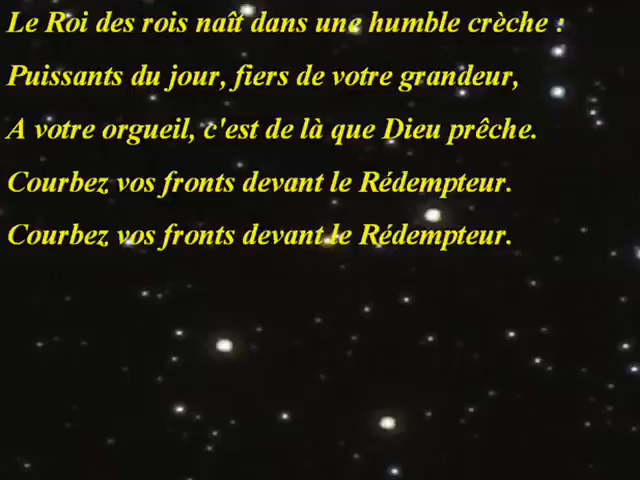 Le Roi des rois naît dans une humble crèche :
Puissants du jour, fiers de votre grandeur,
A votre orgueil, c'est de là que Dieu prêche.
Courbez vos fronts devant le Rédempteur.
Courbez vos fronts devant le Rédempteur.